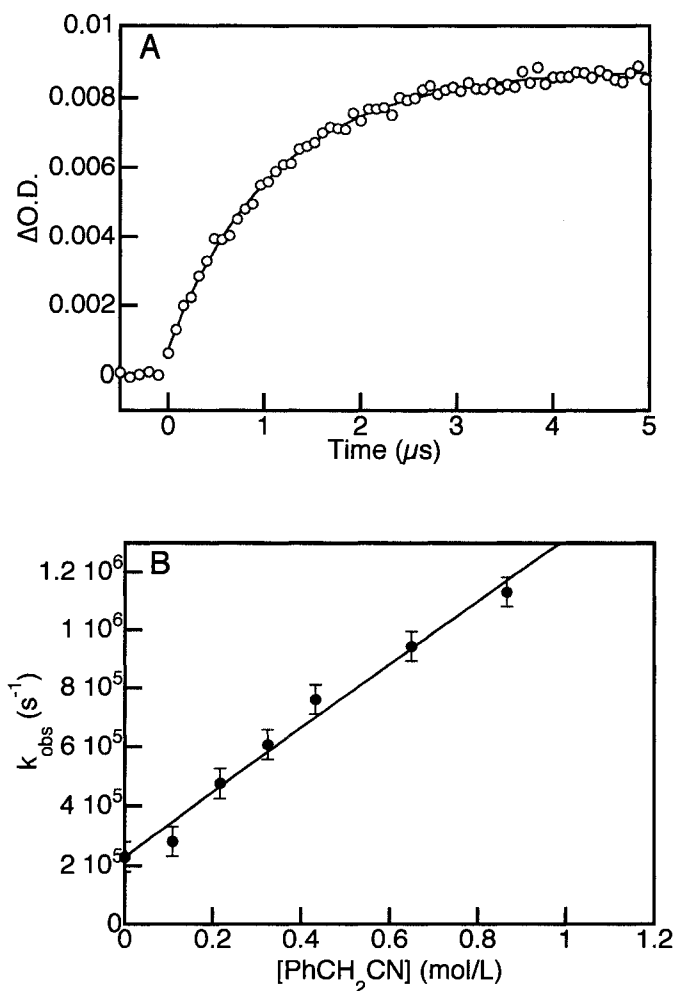 A
0.01
0.008
0.006
0.004
0.002
0
ΔO.D.
0 1 2 3 4 5
Time (µs)
B
1.2 10⁶
1 10⁶
8 10⁵
6 10⁵
4 10⁵
2 10⁵
0
k_obs (s⁻¹)
0 0.2 0.4 0.6 0.8 1 1.2
[PhCH₂CN] (mol/L)